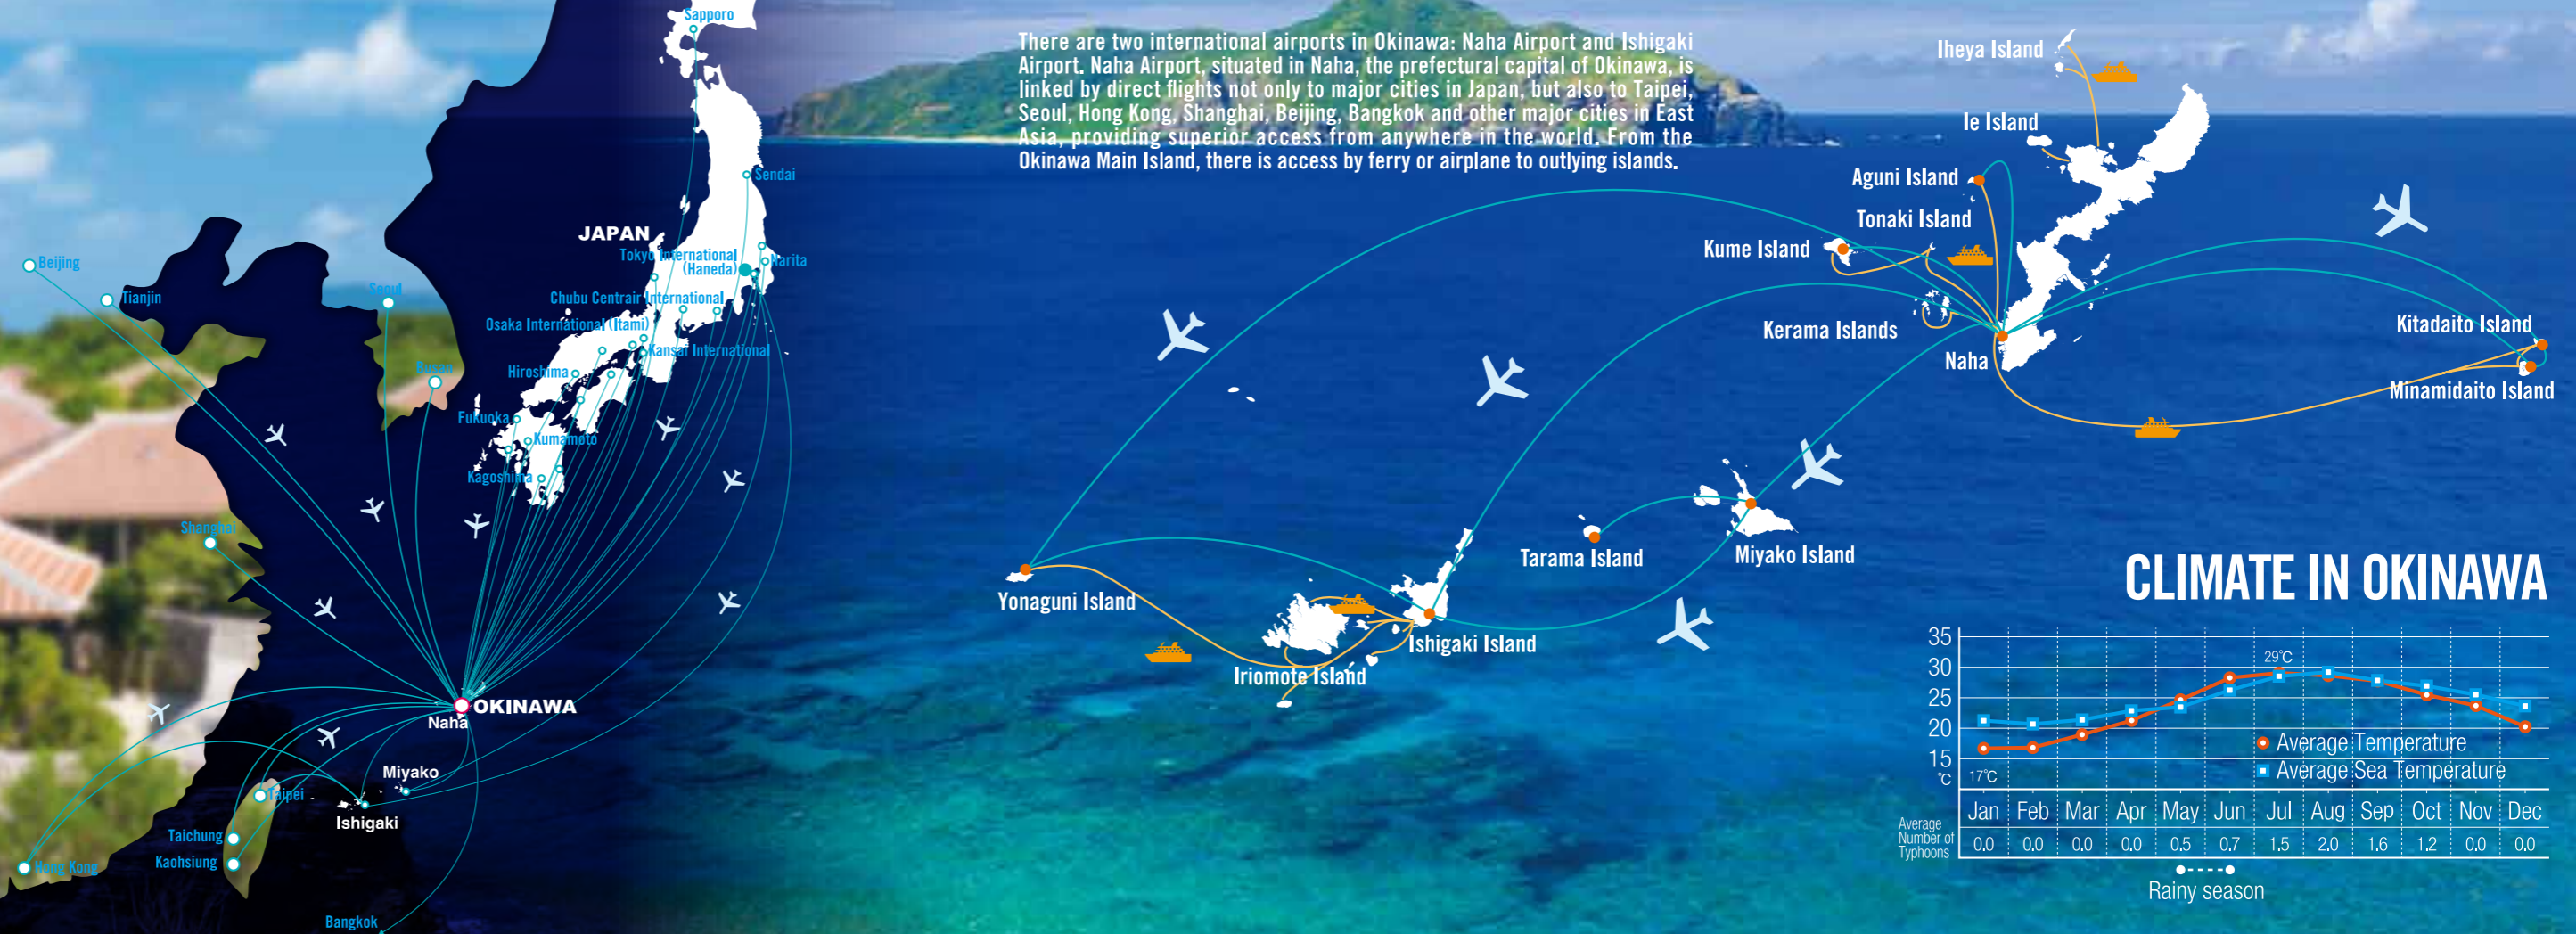 Sapporo
Sendai
JAPAN
Tokyo International
(Haneda)
Narita
Chubu Centrair International
Osaka International (Itami)
Kansai International
Hiroshima
Fukuoka
Kumamoto
Kagoshima
Beijing
Tianjin
Seoul
Busan
Shanghai
OKINAWA
Naha
Miyako
Ishigaki
Taipei
Taichung
Kaohsiung
Hong Kong
Bangkok
There are two international airports in Okinawa: Naha Airport and Ishigaki
Airport. Naha Airport, situated in Naha, the prefectural capital of Okinawa, is
linked by direct flights not only to major cities in Japan, but also to Taipei,
Seoul, Hong Kong, Shanghai, Beijing, Bangkok and other major cities in East
Asia, providing superior access from anywhere in the world. From the
Okinawa Main Island, there is access by ferry or airplane to outlying islands.
Iheya Island
Ie Island
Aguni Island
Tonaki Island
Kume Island
Kerama Islands
Naha
Kitadaito Island
Minamidaito Island
Tarama Island
Miyako Island
Yonaguni Island
Ishigaki Island
Iriomote Island
CLIMATE IN OKINAWA
35
30
25
20
15
°C
29°C
17°C
Average Temperature
Average Sea Temperature
Jan Feb Mar Apr May Jun Jul Aug Sep Oct Nov Dec
Average
Number of
Typhoons
0.0 0.0 0.0 0.0 0.5 0.7 1.5 2.0 1.6 1.2 0.0 0.0
Rainy season